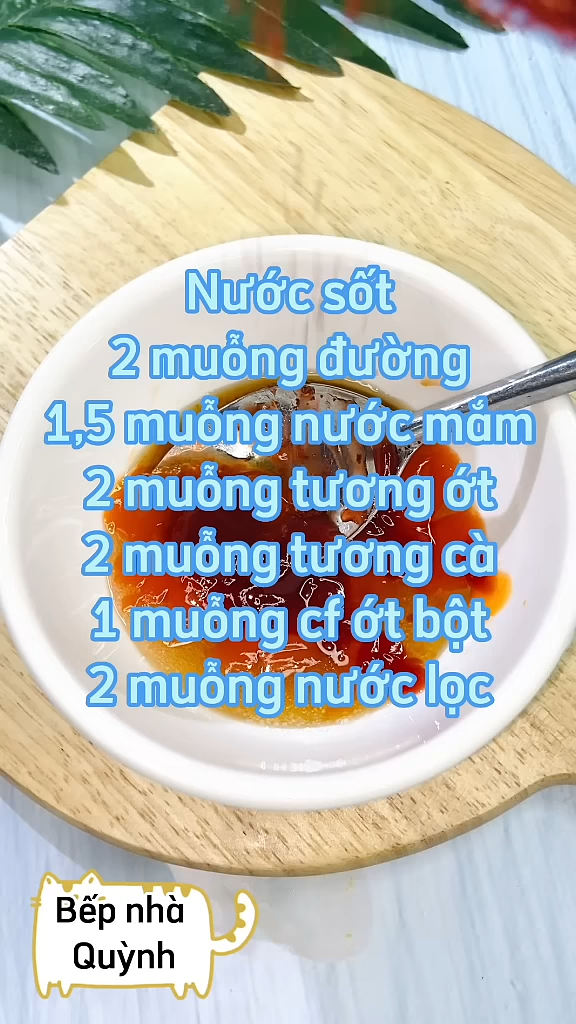 Nước sốt
2 muỗng đường
1,5 muỗng nước mắm
2 muỗng tương ớt
2 muỗng tương cà
1 muỗng cf ớt bột
2 muỗng nước lọc
Bếp nhà
Quỳnh